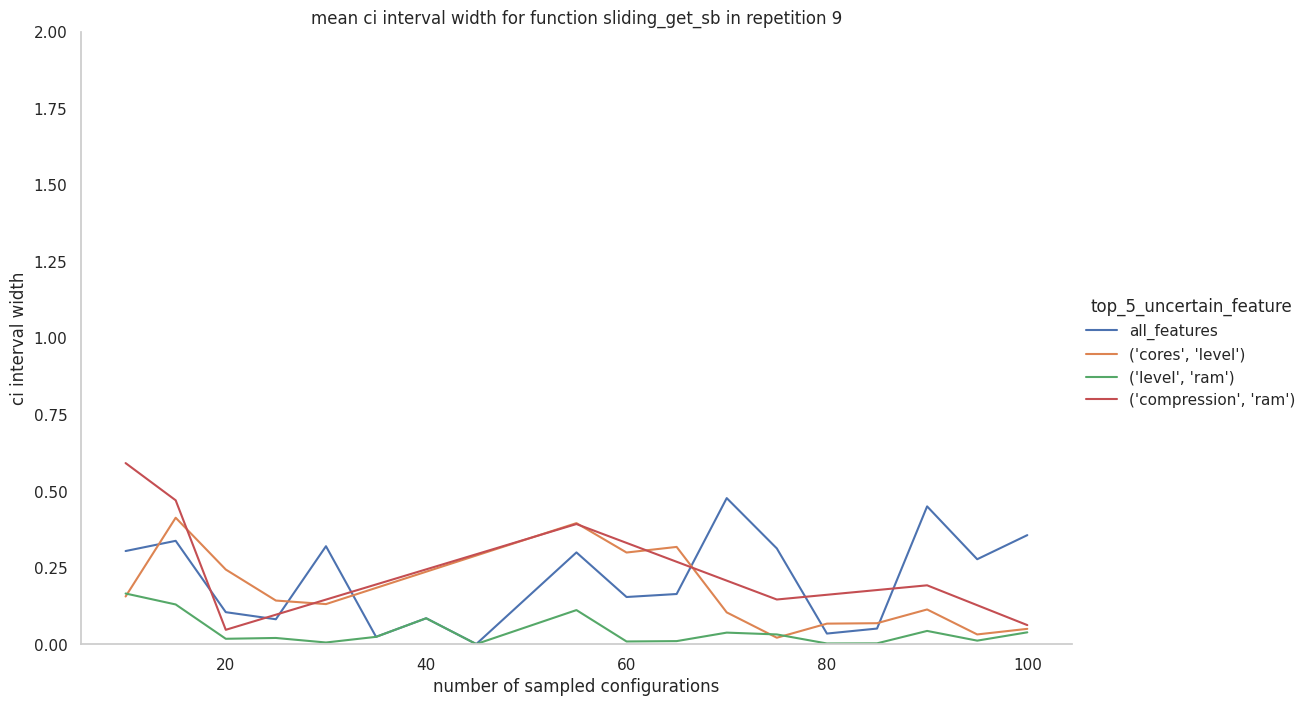 mean ci interval width for function sliding_get_sb in repetition 9
2.00
1.75
1.50
1.25
1.00
0.75
0.50
0.25
0.00
ci interval width
20
40
60
80
100
number of sampled configurations
top_5_uncertain_feature
all_features
('cores', 'level')
('level', 'ram')
('compression', 'ram')